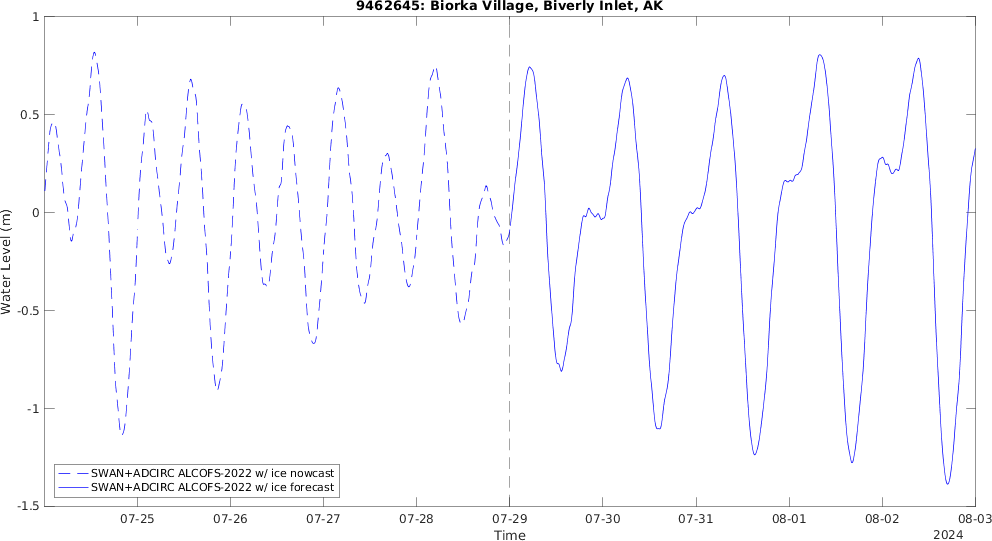 9462645: Biorka Village, Biverly Inlet, AK
1
0.5
0
-0.5
-1
-1.5
Water Level (m)
SWAN+ADCIRC ALCOFS-2022 w/ ice nowcast
SWAN+ADCIRC ALCOFS-2022 w/ ice forecast
07-25 07-26 07-27 07-28 07-29 07-30 07-31 08-01 08-02 08-03
Time
2024